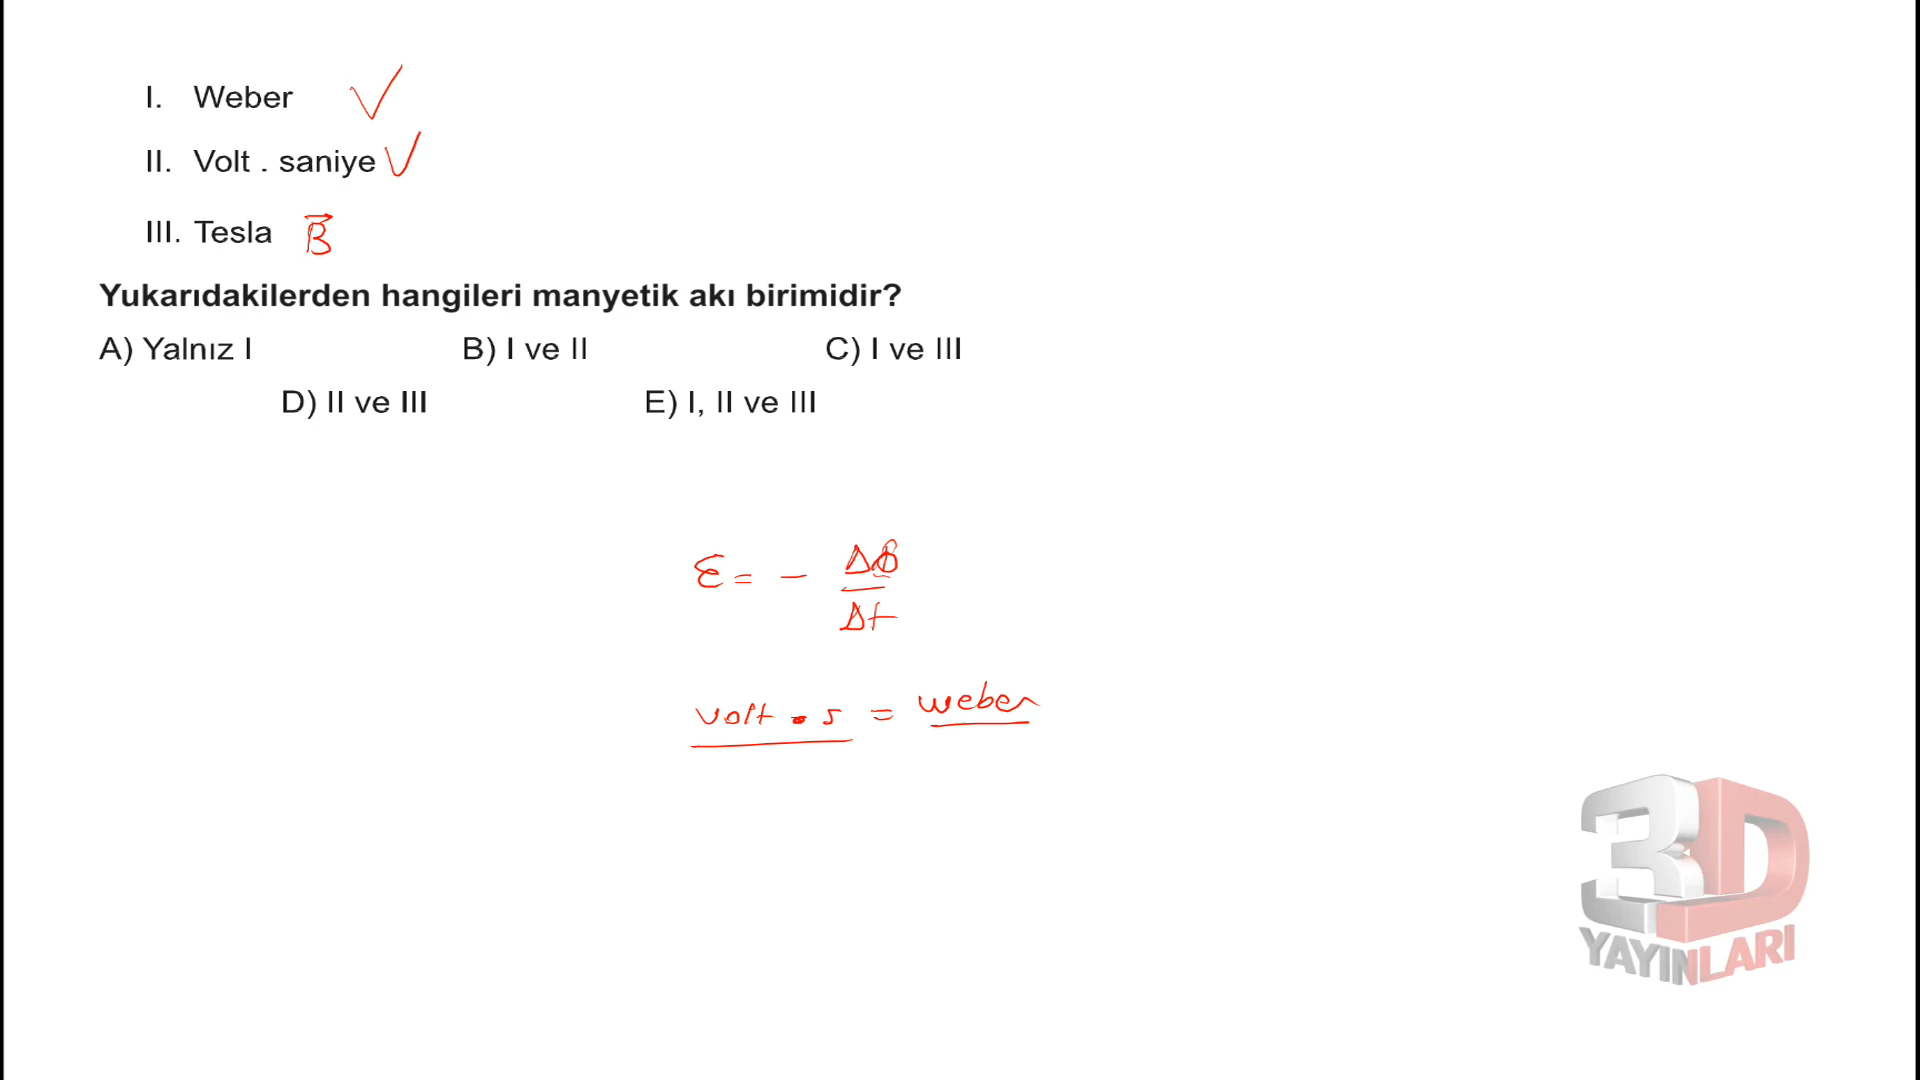 I. Weber ✓
II. Volt . saniye ✓
III. Tesla B⃗
Yukarıdakilerden hangileri manyetik akı birimidir?
A) Yalnız I B) I ve II C) I ve III
D) II ve III E) I, II ve III
ε = - ΔΦ / Δt
volt . s = weber
3D
YAYINLARI